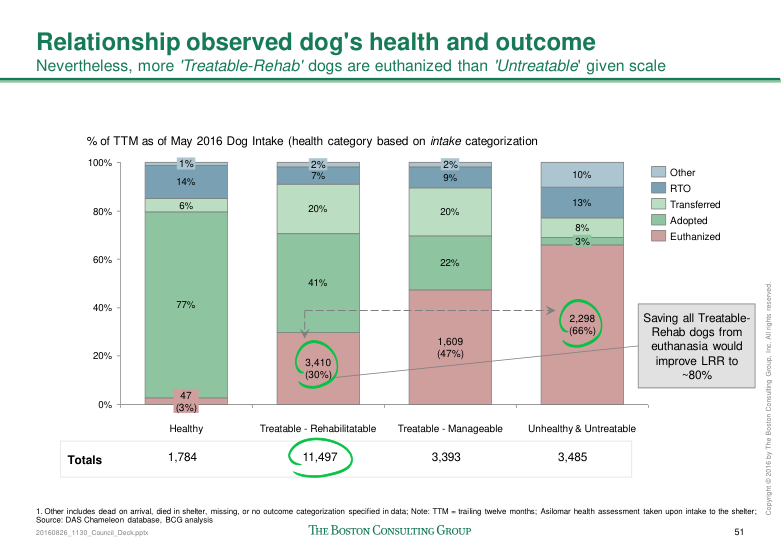 Relationship observed dog's health and outcome
Nevertheless, more 'Treatable-Rehab' dogs are euthanized than 'Untreatable' given scale
% of TTM as of May 2016 Dog Intake (health category based on intake categorization
100%
80%
60%
40%
20%
0%
1%
14%
6%
77%
47
(3%)
2%
7%
20%
41%
3,410
(30%)
2%
9%
20%
22%
1,609
(47%)
10%
13%
8%
3%
2,298
(66%)
Other
RTO
Transferred
Adopted
Euthanized
Saving all Treatable-
Rehab dogs from
euthanasia would
improve LRR to
~80%
Healthy
Treatable - Rehabilitatable
Treatable - Manageable
Unhealthy & Untreatable
Totals
1,784
11,497
3,393
3,485
1. Other includes dead on arrival, died in shelter, missing, or no outcome categorization specified in data; Note: TTM = trailing twelve months; Asilomar health assessment taken upon intake to the shelter;
Source: DAS Chameleon database, BCG analysis
20160826_1130_Council_Deck.pptx
THE BOSTON CONSULTING GROUP
51
Copyright © 2016 by The Boston Consulting Group, Inc. All rights reserved.